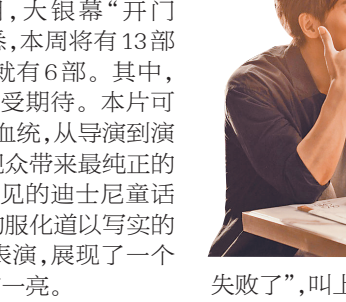 ，大银幕“开门
悉，本周将有13部
就有6部。其中，
受期待。本片可
血统，从导演到演
观众带来最纯正的
见的迪士尼童话
的服化道以写实的
表演，展现了一个
一亮。
失败了”，叫上